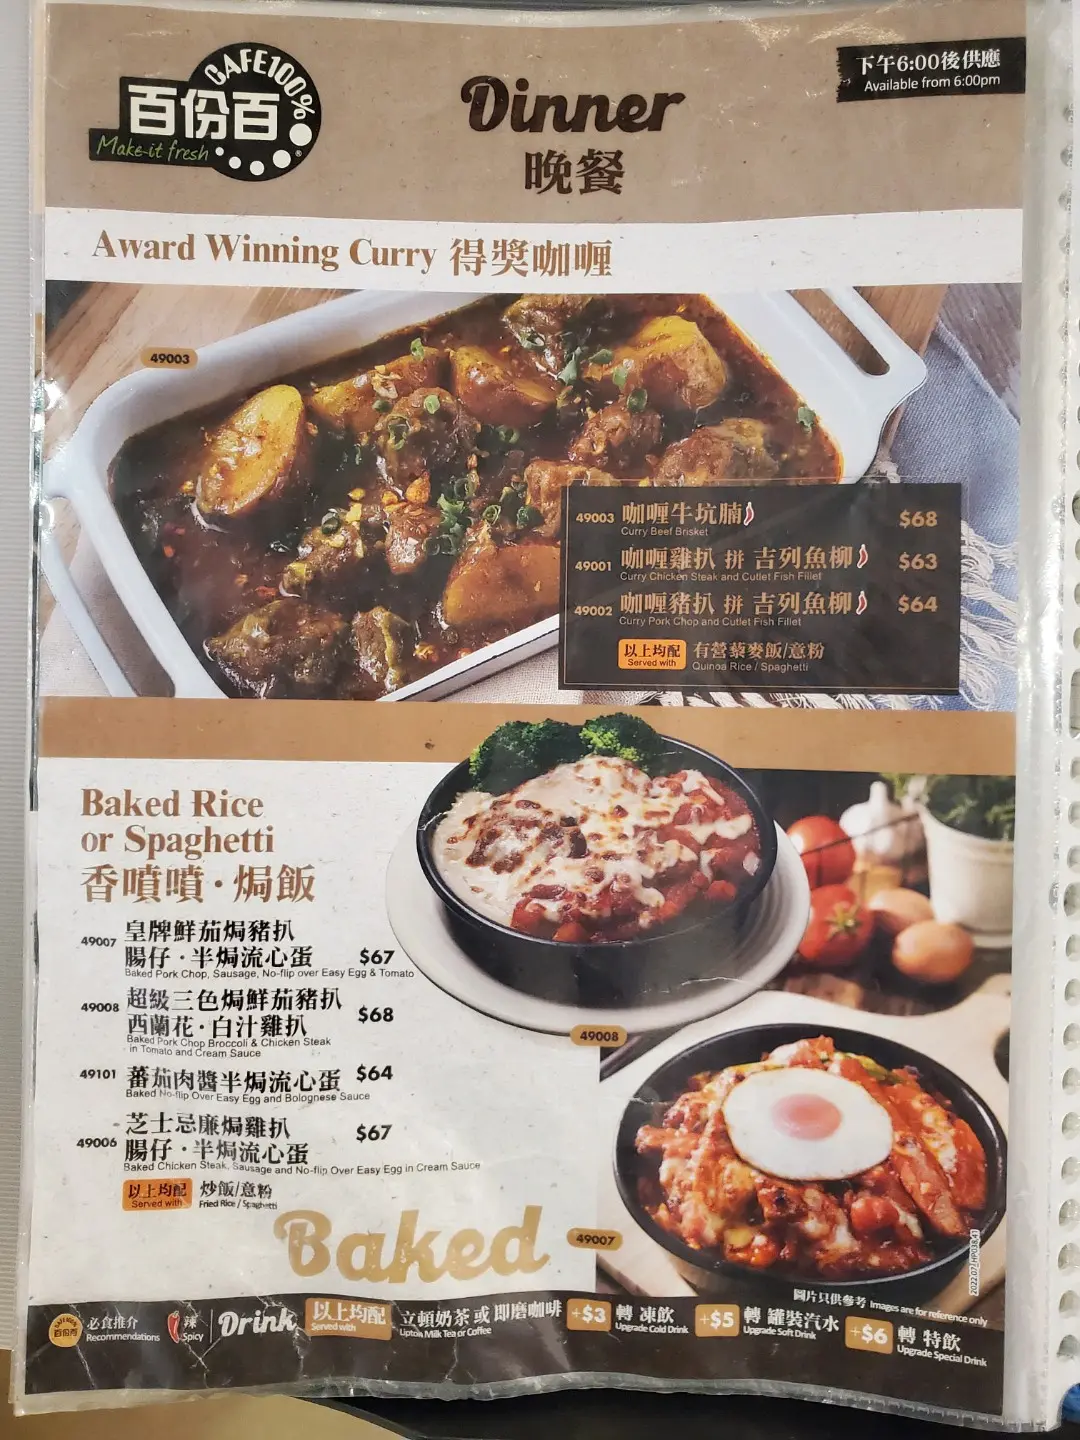 CAFE100%
百份百
Make it fresh
Dinner
晚餐
下午6:00後供應
Available from 6:00pm
Award Winning Curry 得獎咖喱
49003
49003 咖喱牛坑腩 $68
Curry Beef Brisket
49001 咖喱雞扒 拼 吉列魚柳 $63
Curry Chicken Steak and Cutlet Fish Fillet
49002 咖喱豬扒 拼 吉列魚柳 $64
Curry Pork Chop and Cutlet Fish Fillet
以上均配 有營藜麥飯/意粉
Served with Quinoa Rice / Spaghetti
Baked Rice
or Spaghetti
香噴噴·焗飯
49007 皇牌鮮茄焗豬扒
腸仔·半焗流心蛋 $67
Baked Pork Chop, Sausage, No-flip over Easy Egg & Tomato
49008 超級三色焗鮮茄豬扒
西蘭花·白汁雞扒 $68
Baked Pork Chop Broccoli & Chicken Steak
in Tomato and Cream Sauce
49101 蕃茄肉醬半焗流心蛋 $64
Baked No-flip Over Easy Egg and Bolognese Sauce
49006 芝士忌廉焗雞扒
腸仔·半焗流心蛋 $67
Baked Chicken Steak, Sausage and No-flip Over Easy Egg in Cream Sauce
以上均配 炒飯/意粉
Served with Fried Rice / Spaghetti
49008
Baked
49007
2022.07_HP038.41
圖片只供參考 Images are for reference only
CAFE100%
百份百
必食推介
Recommendations
辣
Spicy
Drink
以上均配
Served with
立頓奶茶 或 即磨咖啡
Lipton Milk Tea or Coffee
+$3 轉 凍飲
Upgrade Cold Drink
+$5 轉 罐裝汽水
Upgrade Soft Drink
+$6 轉 特飲
Upgrade Special Drink